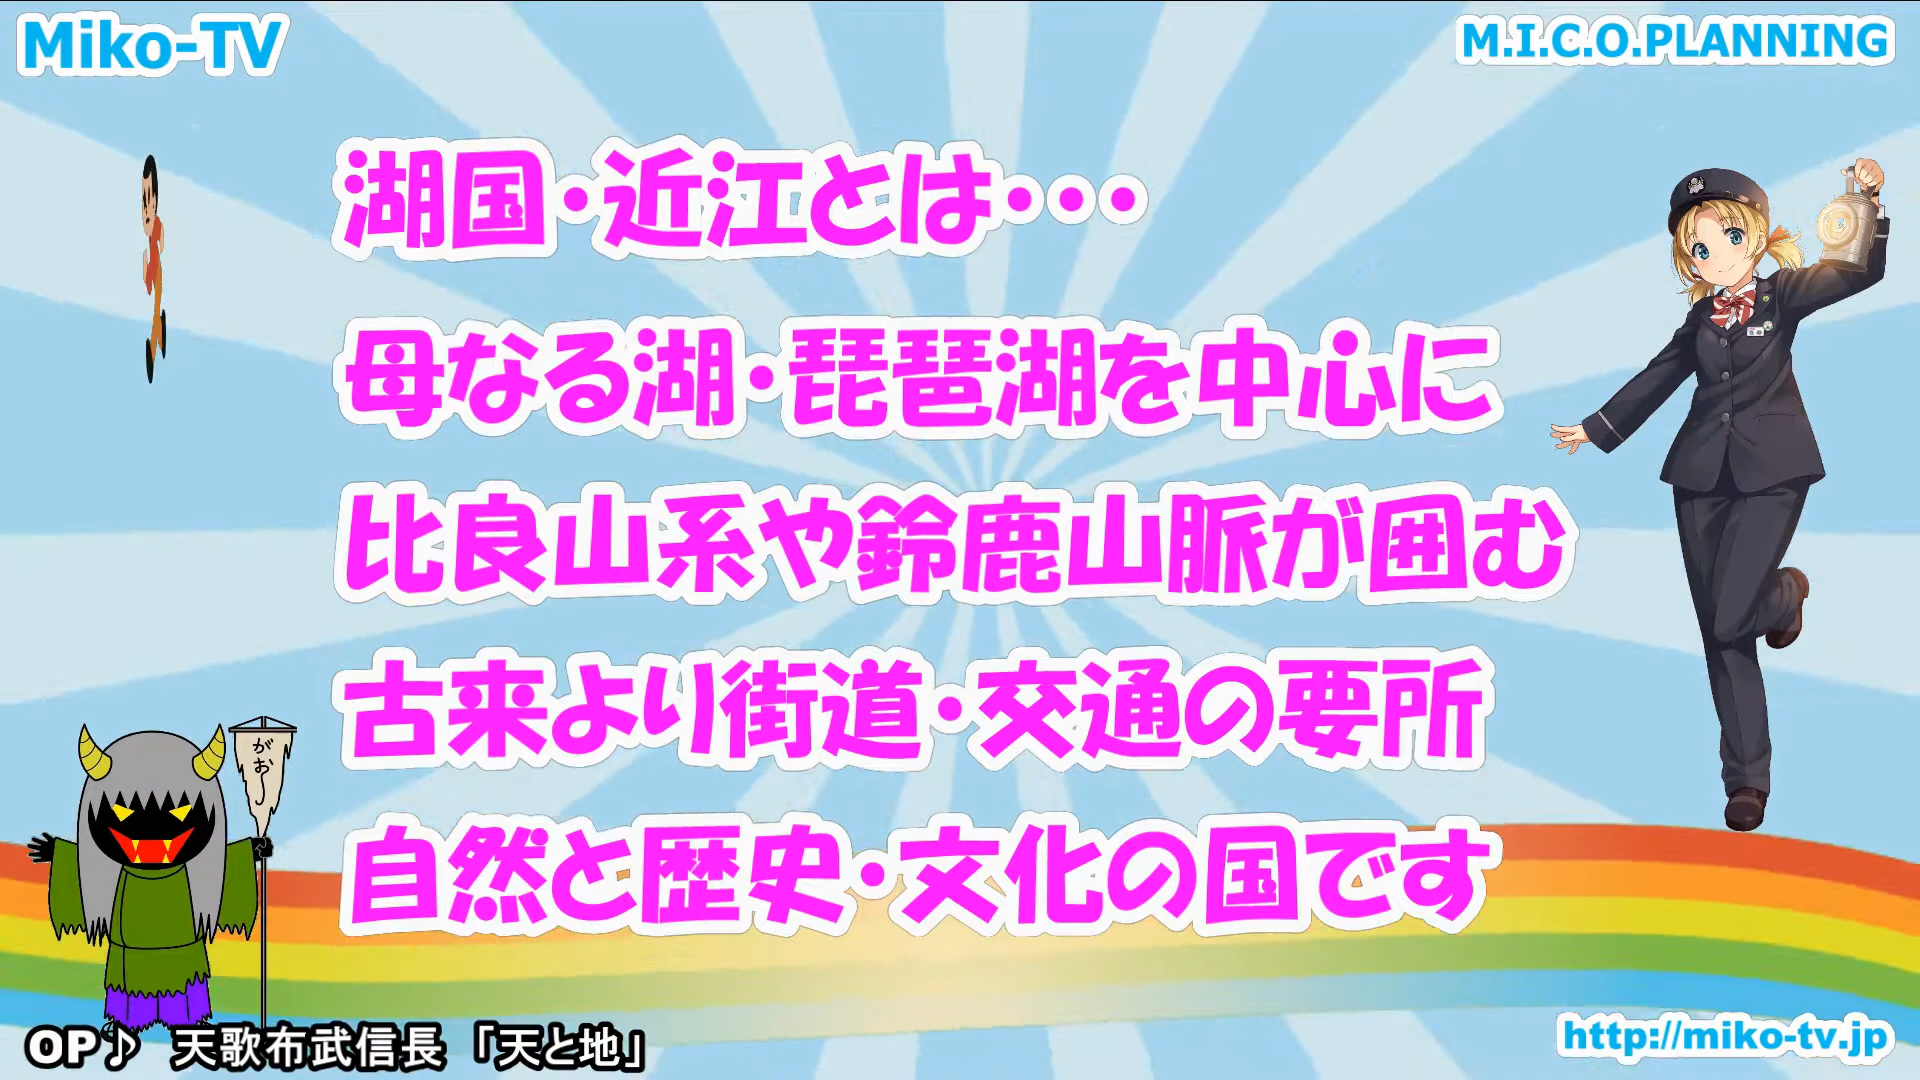 Miko-TV
M.I.C.O.PLANNING
湖国・近江とは・・・
母なる湖・琵琶湖を中心に
比良山系や鈴鹿山脈が囲む
古来より街道・交通の要所
自然と歴史・文化の国です
がおー
OP♪ 天歌布武信長 「天と地」
http://miko-tv.jp